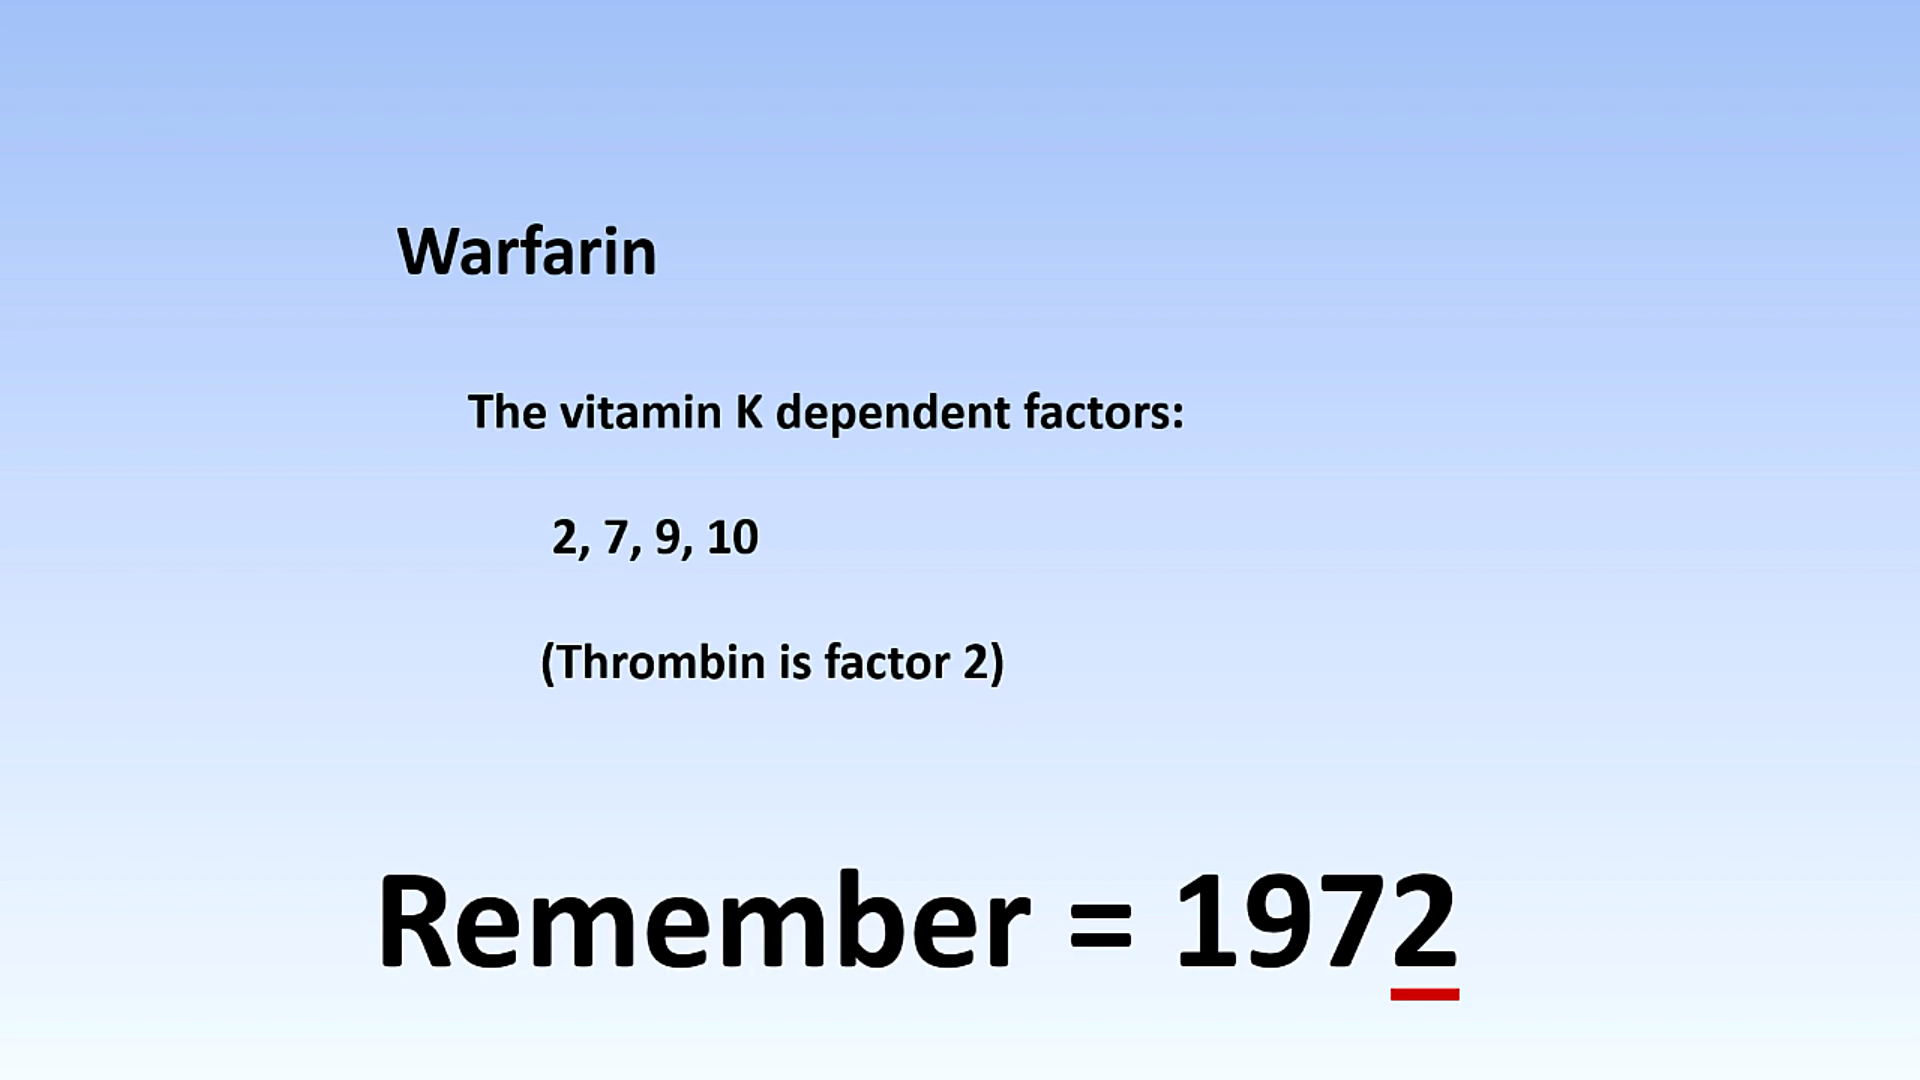 Warfarin
The vitamin K dependent factors:
2, 7, 9, 10
(Thrombin is factor 2)
Remember = 1972